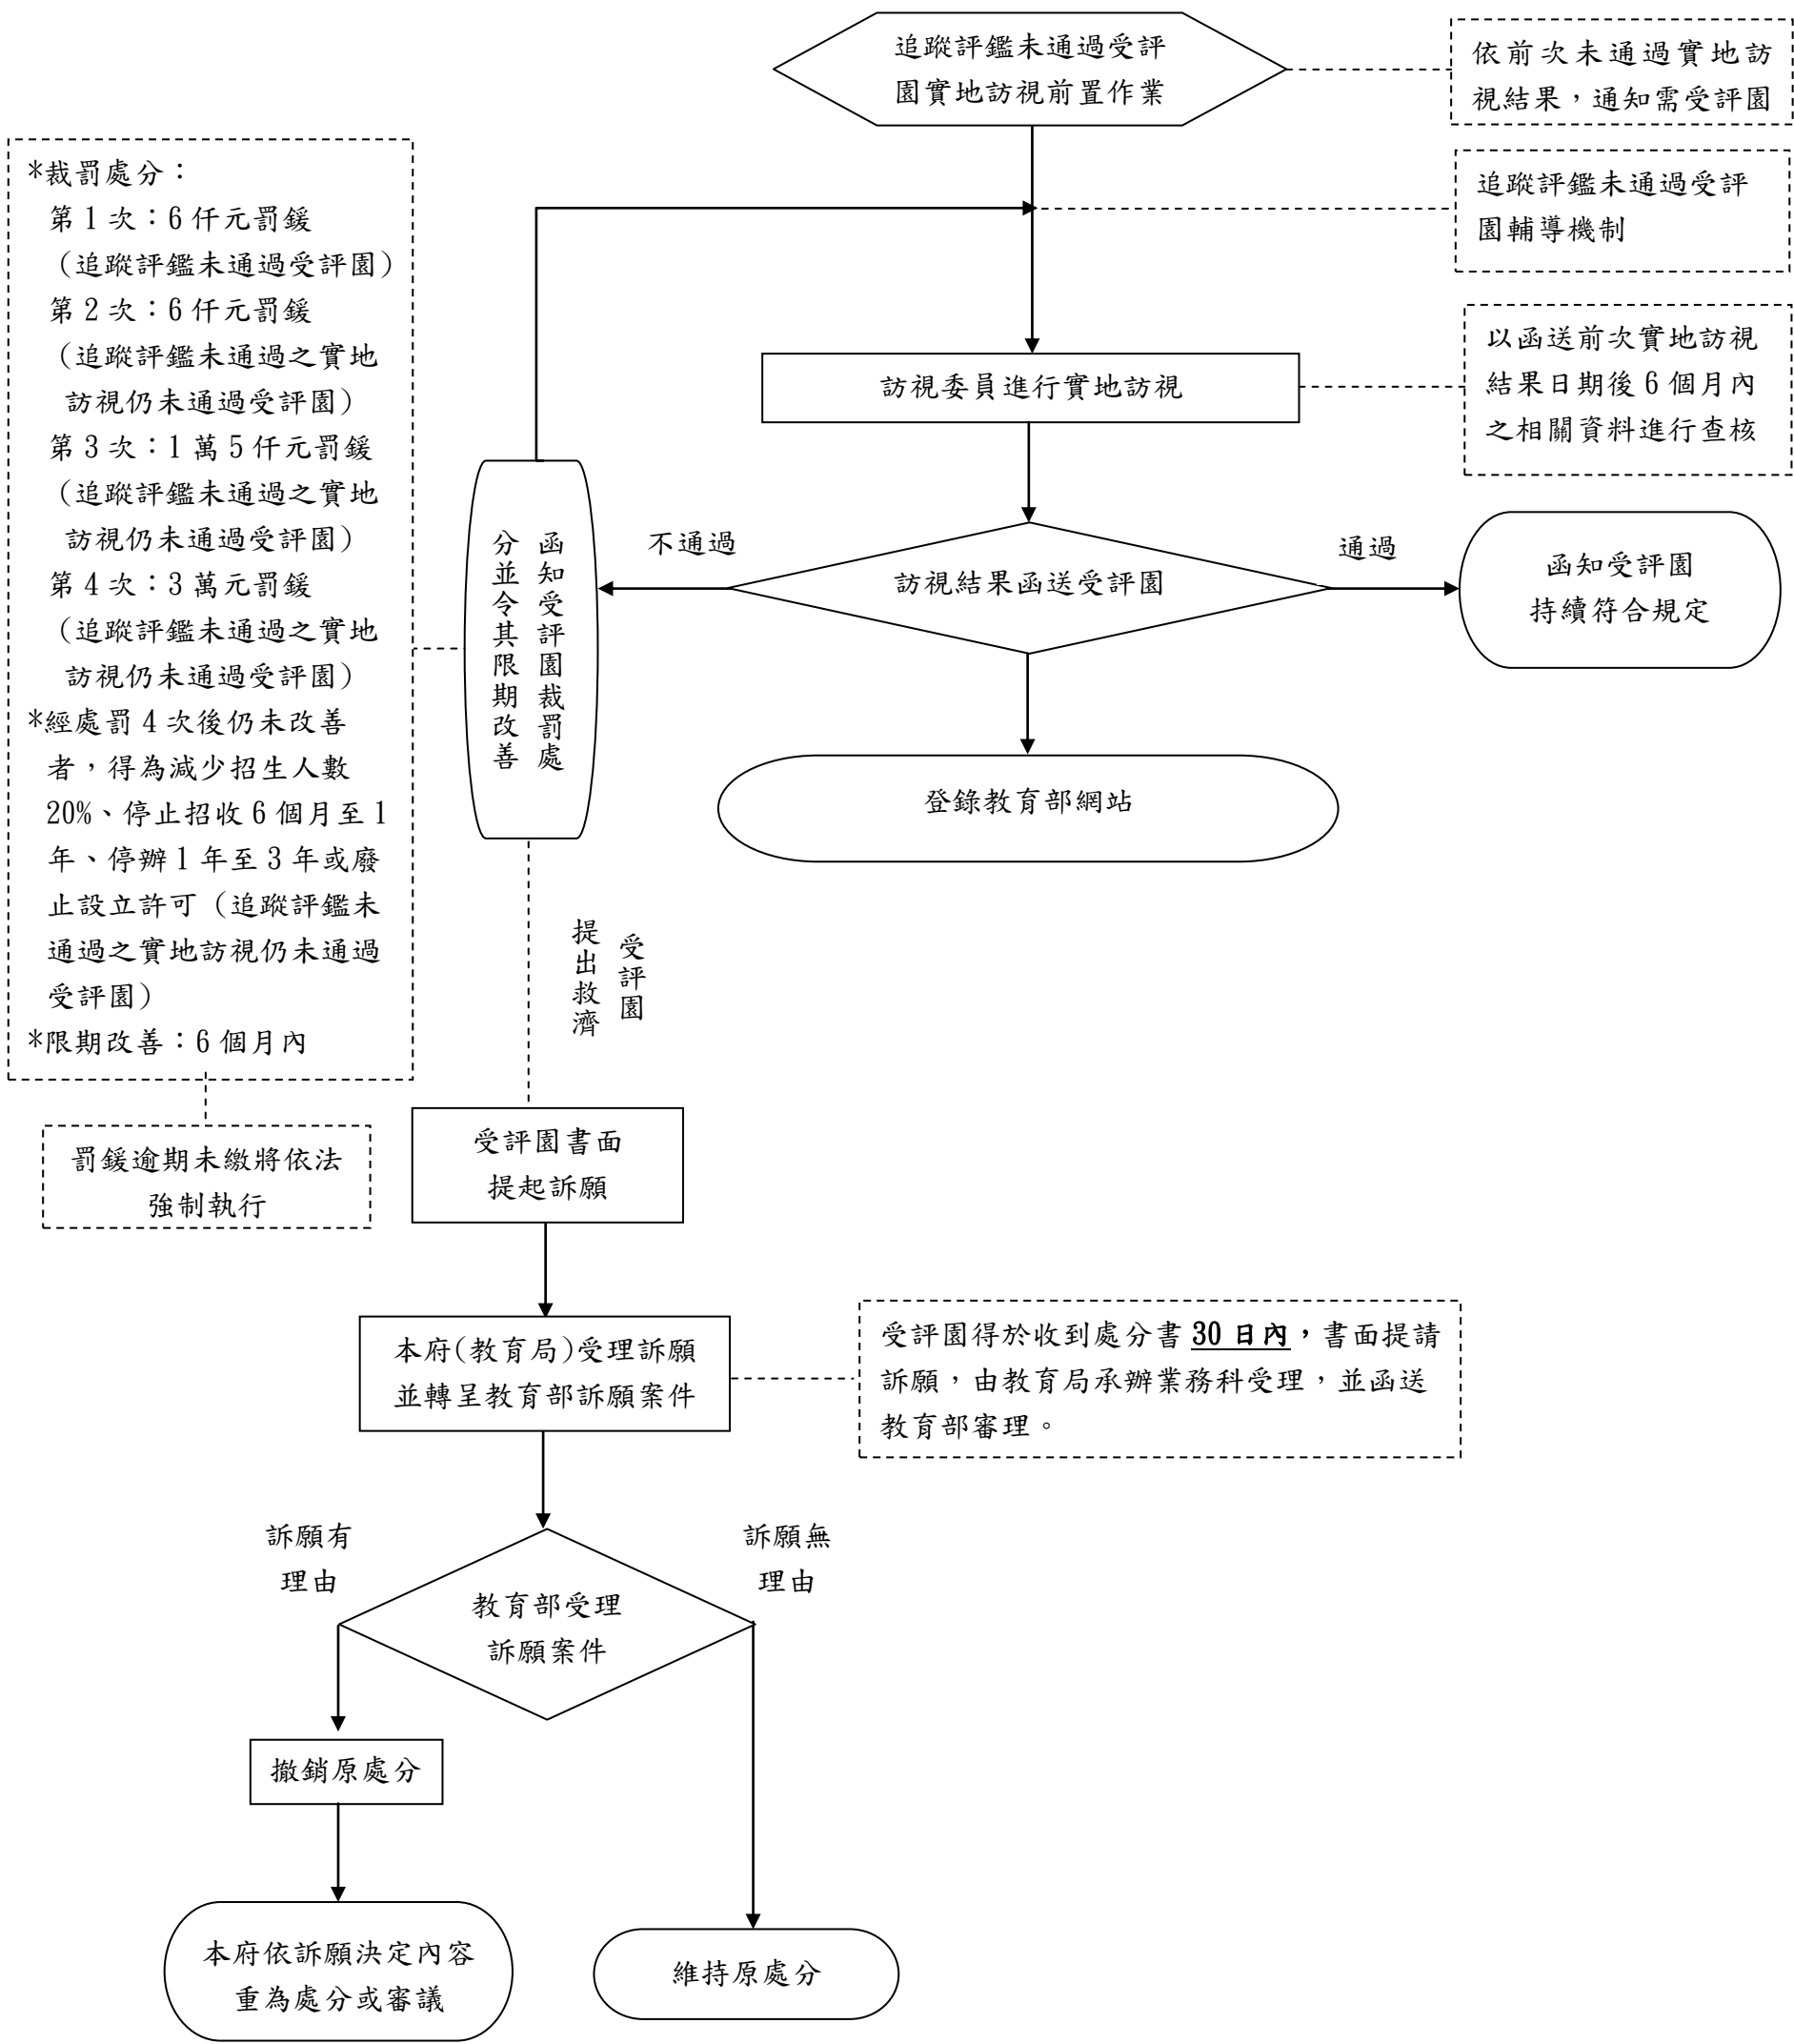 追蹤評鑑未通過受評
園實地訪視前置作業
依前次未通過實地訪
視結果，通知需受評園
追蹤評鑑未通過受評
園輔導機制
*裁罰處分：
第1次：6仟元罰鍰
（追蹤評鑑未通過受評園）
第2次：6仟元罰鍰
（追蹤評鑑未通過之實地
訪視仍未通過受評園）
第3次：1萬5仟元罰鍰
（追蹤評鑑未通過之實地
訪視仍未通過受評園）
第4次：3萬元罰鍰
（追蹤評鑑未通過之實地
訪視仍未通過受評園）
*經處罰4次後仍未改善
者，得為減少招生人數
20%、停止招收6個月至1
年、停辦1年至3年或廢
止設立許可（追蹤評鑑未
通過之實地訪視仍未通過
受評園）
*限期改善：6個月內
罰鍰逾期未繳將依法
強制執行
訪視委員進行實地訪視
以函送前次實地訪視
結果日期後6個月內
之相關資料進行查核
訪視結果函送受評園
不通過
通過
函知受評園
持續符合規定
函知受評園裁罰處
分並令其限期改善
登錄教育部網站
受評園
提出救濟
受評園書面
提起訴願
本府(教育局)受理訴願
並轉呈教育部訴願案件
受評園得於收到處分書30日內，書面提請
訴願，由教育局承辦業務科受理，並函送
教育部審理。
訴願有
理由
訴願無
理由
教育部受理
訴願案件
撤銷原處分
本府依訴願決定內容
重為處分或審議
維持原處分